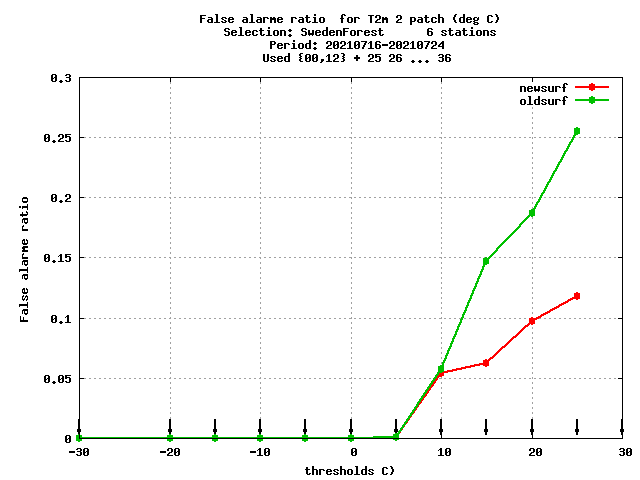 False alarme ratio  for T2m 2 patch (deg C)
Selection: SwedenForest      6 stations
Period: 20210716-20210724
Used {00,12} + 25 26 ... 36
newsurf
oldsurf
False alarme ratio
0.3
0.25
0.2
0.15
0.1
0.05
0
-30 -20 -10 0 10 20 30
thresholds C)